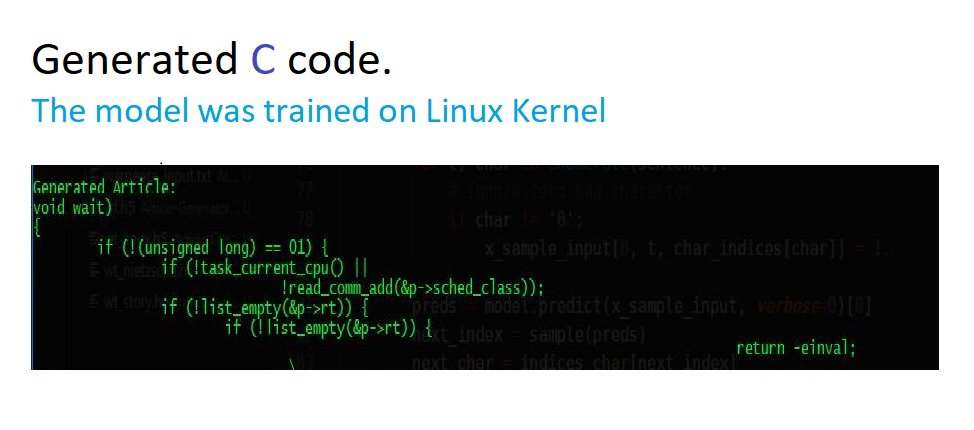 Generated C code.
The model was trained on Linux Kernel
Generated Article:
void wait)
{
if (!(unsigned long) == 01) {
if (!task_current_cpu() ||
!read_comm_add(&p->sched_class));
if (!list_empty(&p->rt)) {
if (!list_empty(&p->rt)) {
return -einval;
\
77
# ignore zero pad character
78
if char != '0':
x_sample_input[0, t, char_indices[char]] = 1.
preds = model.predict(x_sample_input, verbose=0)[0]
next_index = sample(preds)
next_char = indices_char[next_index]